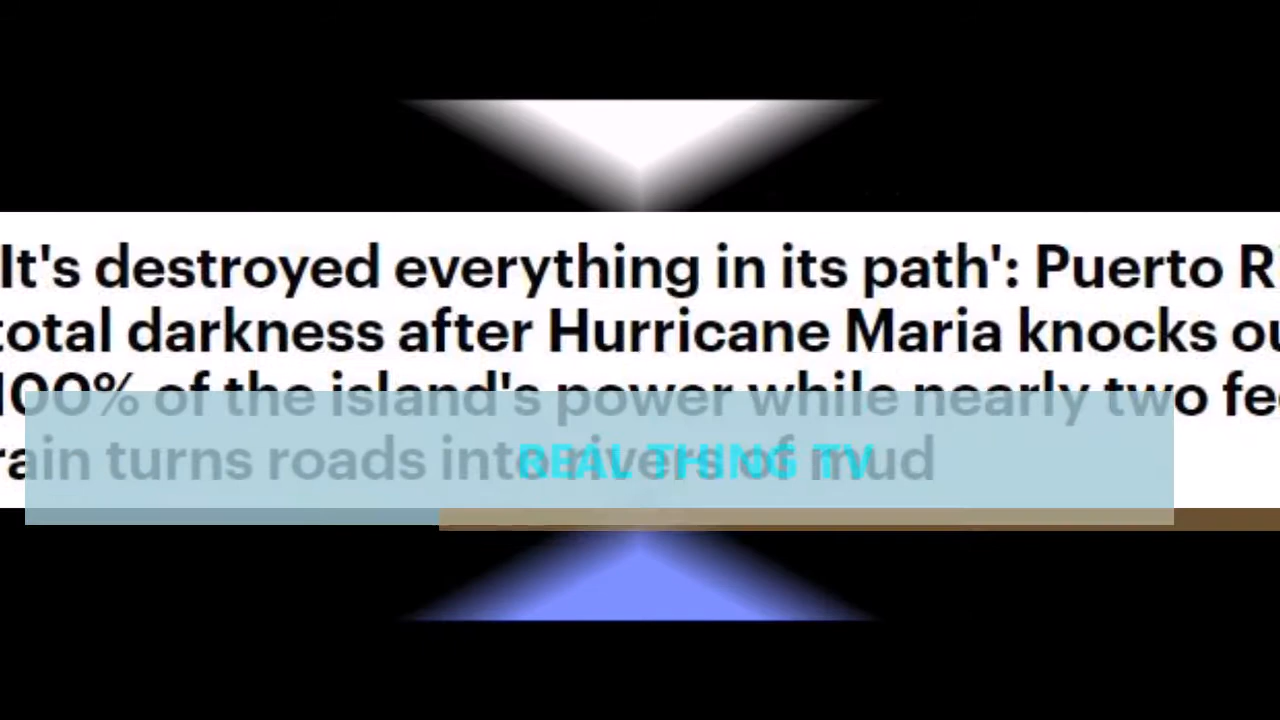 It's destroyed everything in its path': Puerto R
total darkness after Hurricane Maria knocks ou
100% of the island's power while nearly two fe
rain turns roads into rivers of mud
REAL THING TV